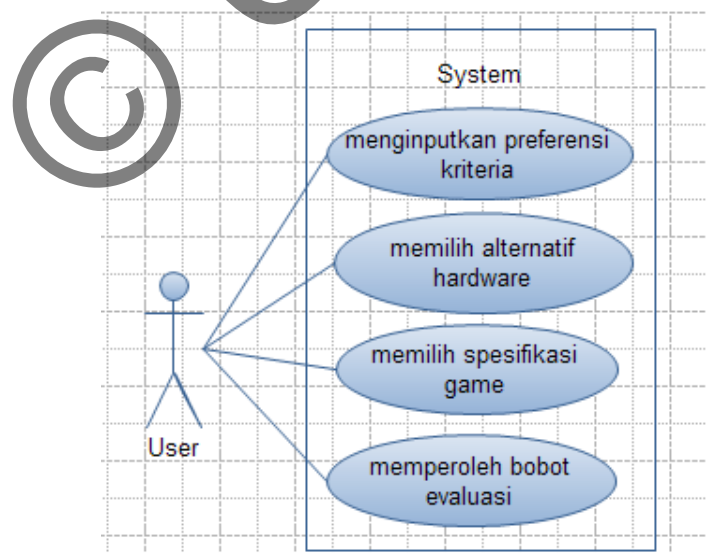 System
menginputkan preferensi
kriteria
memilih alternatif
hardware
memilih spesifikasi
game
memperoleh bobot
evaluasi
User